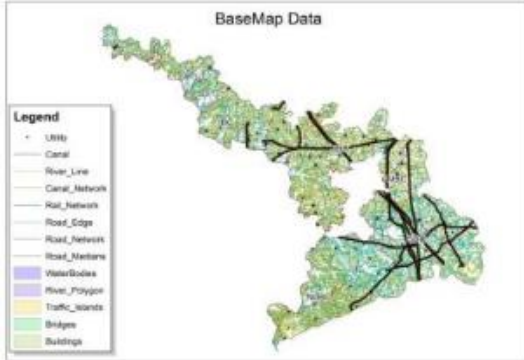 BaseMap Data
Legend
Utility
Canal
River_Line
Canal_Network
Rail_Network
Road_Edge
Road_Network
Road_Medians
WaterBodies
River_Polygon
Traffic_Islands
Bridges
Buildings